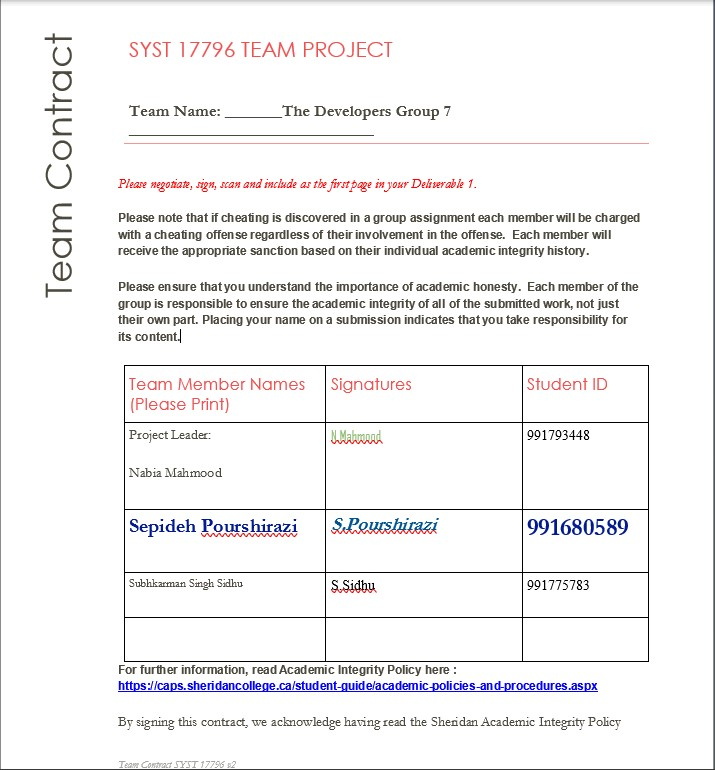 Team Contract
SYST 17796 TEAM PROJECT
Team Name: _______The Developers Group 7
______________________________
Please negotiate, sign, scan and include as the first page in your Deliverable 1.
Please note that if cheating is discovered in a group assignment each member will be charged
with a cheating offense regardless of their involvement in the offense.  Each member will
receive the appropriate sanction based on their individual academic integrity history.
Please ensure that you understand the importance of academic honesty.  Each member of the
group is responsible to ensure the academic integrity of all of the submitted work, not just
their own part. Placing your name on a submission indicates that you take responsibility for
its content.
Team Member Names
(Please Print)
Signatures
Student ID
Project Leader:
Nabia Mahmood
N.Mahmood
991793448
Sepideh Pourshirazi
S.Pourshirazi
991680589
Subhkarman Singh Sidhu
S.Sidhu
991775783
For further information, read Academic Integrity Policy here :
https://caps.sheridancollege.ca/student-guide/academic-policies-and-procedures.aspx
By signing this contract, we acknowledge having read the Sheridan Academic Integrity Policy
Team Contract SYST 17796 v2